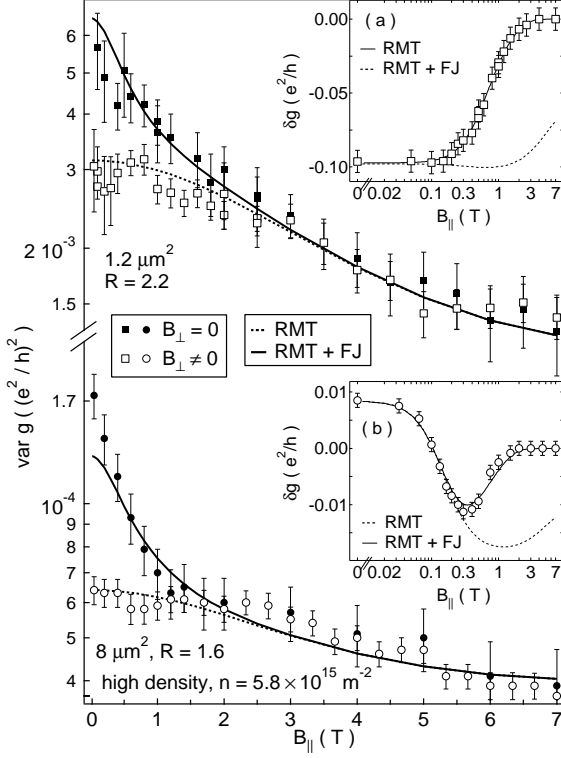 6
5
4
3
2 10⁻³
1.5
1.2 μm²
R = 2.2
B⊥ = 0
B⊥ ≠ 0
RMT
RMT + FJ
var g ( (e² / h)² )
1.7
10⁻⁴
9
8
7
6
5
4
8 μm², R = 1.6
high density, n = 5.8 × 10¹⁵ m⁻²
0 1 2 3 4 5 6 7
B|| ( T )
(a)
RMT
RMT + FJ
δg ( e²/h )
0.00
-0.05
-0.10
0 0.02 0.1 0.3 1 2 3 7
B|| ( T )
(b)
δg ( e²/h )
0.01
0.00
-0.01
RMT
RMT + FJ
0 0.02 0.1 0.3 1 2 3 7
B|| ( T )